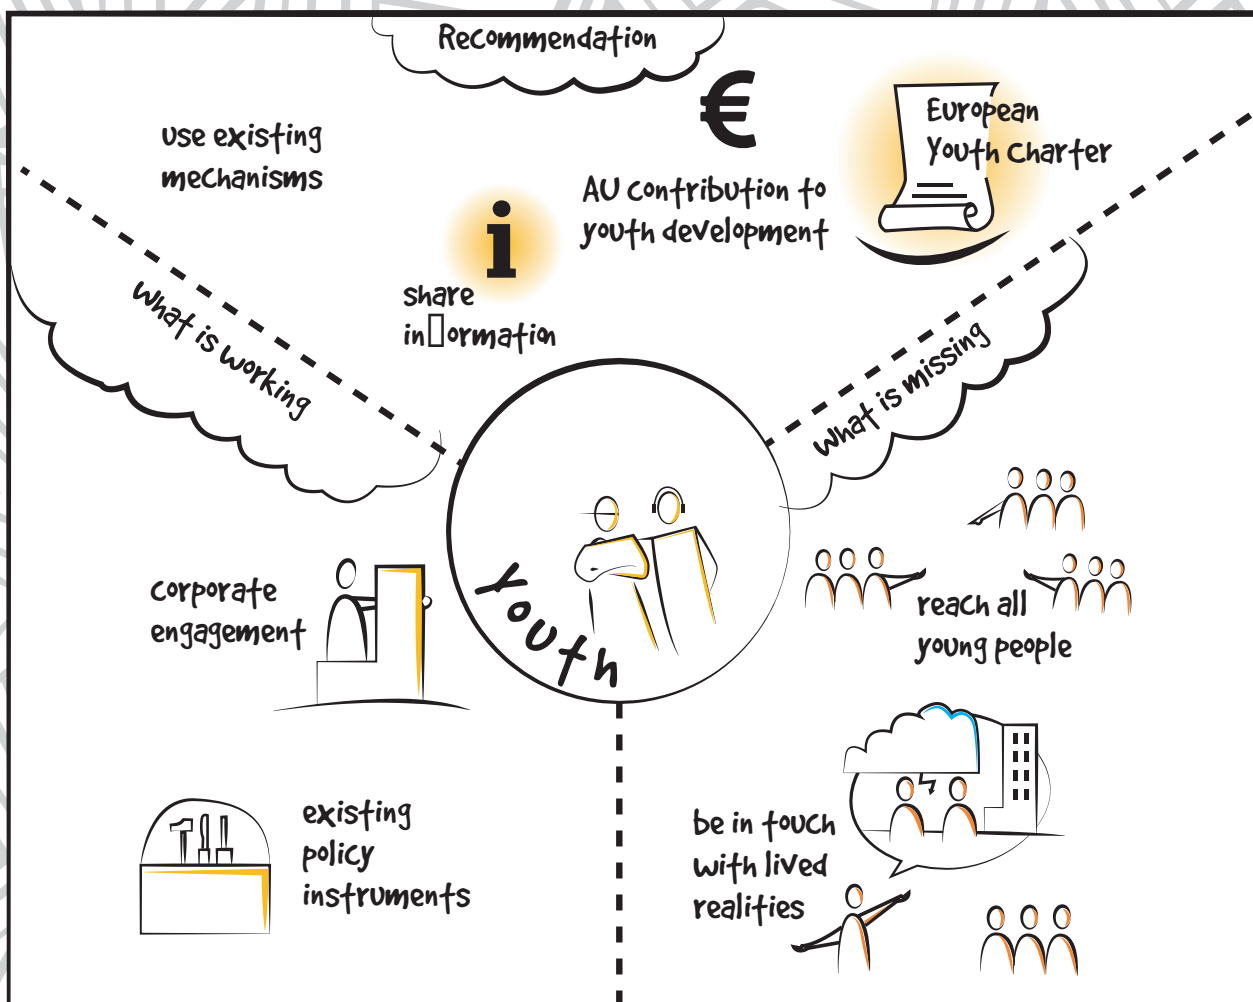 Recommendation
use existing
mechanisms
€
AU contribution to
youth development
European
Youth Charter
i
share
in▯ormation
What is working
What is missing
corporate
engagement
youth
reach all
young people
existing
policy
instruments
be in touch
with lived
realities